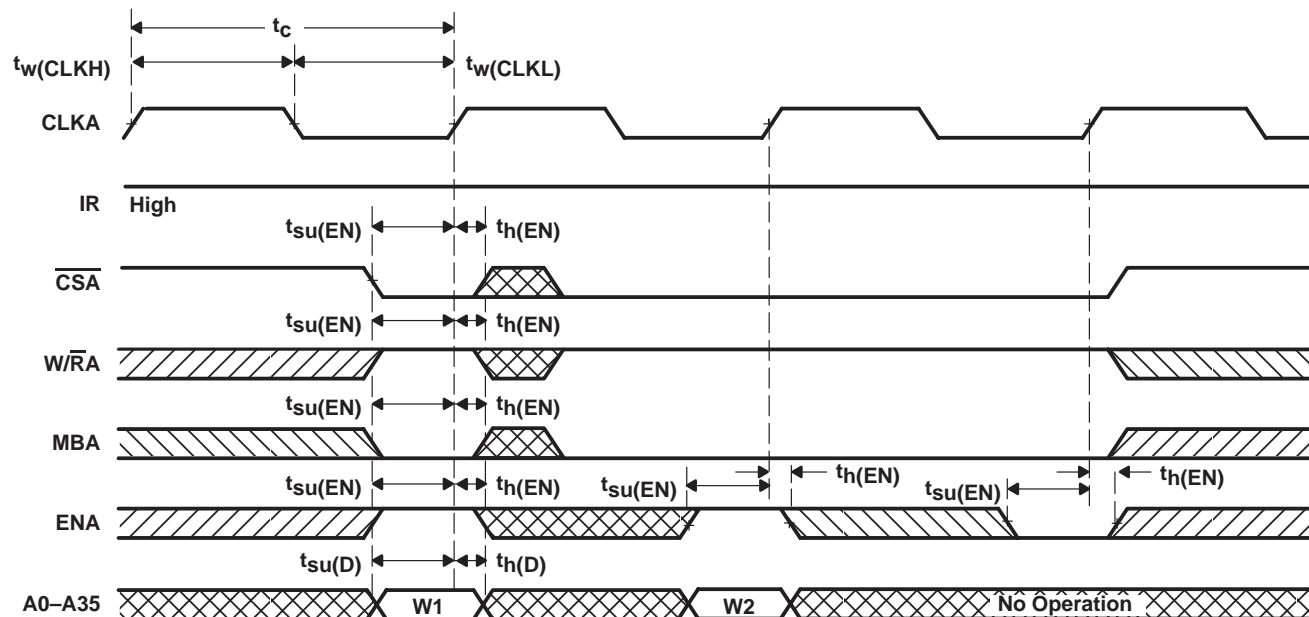 tc
tw(CLKH) tw(CLKL)
CLKA
IR High
tsu(EN) th(EN)
CSA
tsu(EN) th(EN)
W/RA
tsu(EN) th(EN)
MBA
tsu(EN) th(EN) tsu(EN) th(EN) tsu(EN) th(EN)
ENA
tsu(D) th(D)
A0–A35 W1 W2 No Operation